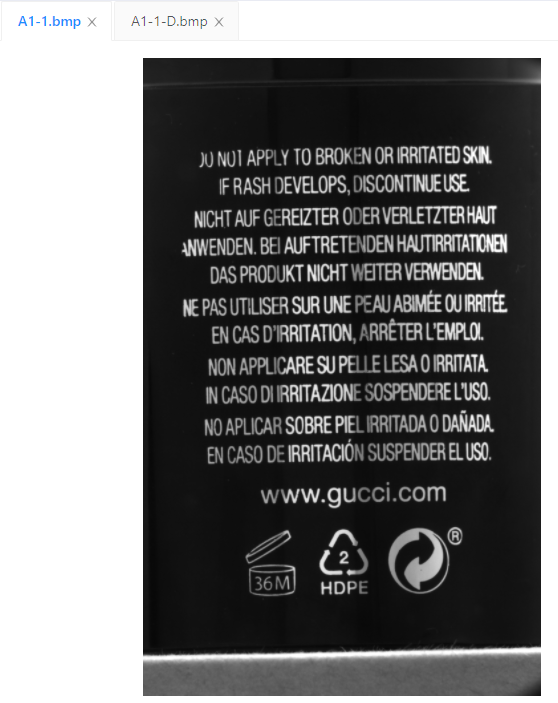 A1-1.bmp × A1-1-D.bmp ×
DO NOT APPLY TO BROKEN OR IRRITATED SKIN.
IF RASH DEVELOPS, DISCONTINUE USE.
NICHT AUF GEREIZTER ODER VERLETZTER HAUT
ANWENDEN. BEI AUFTRETENDEN HAUTIRRITATIONEN
DAS PRODUKT NICHT WEITER VERWENDEN.
NE PAS UTILISER SUR UNE PEAU ABIMÉE OU IRRITÉE.
EN CAS D'IRRITATION, ARRÊTER L'EMPLOI.
NON APPLICARE SU PELLE LESA O IRRITATA.
IN CASO DI IRRITAZIONE SOSPENDERE L'USO.
NO APLICAR SOBRE PIEL IRRITADA O DAÑADA.
EN CASO DE IRRITACIÓN SUSPENDER EL USO.
www.gucci.com
36M
2
HDPE
®